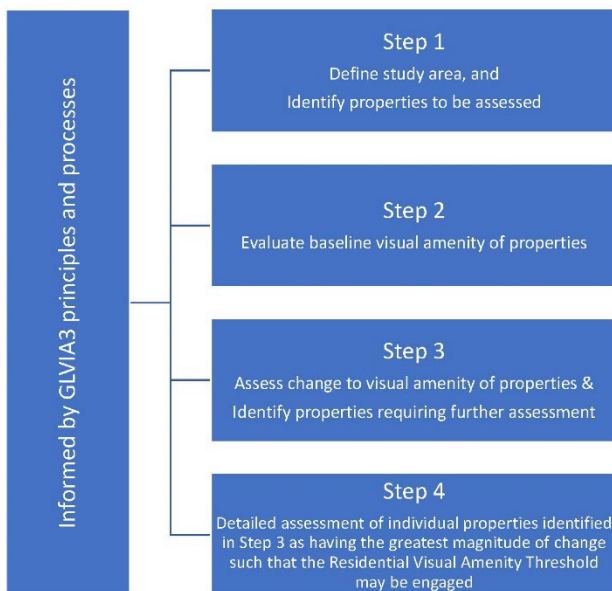 Informed by GLVIA3 principles and processes
Step 1
Define study area, and
Identify properties to be assessed
Step 2
Evaluate baseline visual amenity of properties
Step 3
Assess change to visual amenity of properties &
Identify properties requiring further assessment
Step 4
Detailed assessment of individual properties identified
in Step 3 as having the greatest magnitude of change
such that the Residential Visual Amenity Threshold
may be engaged